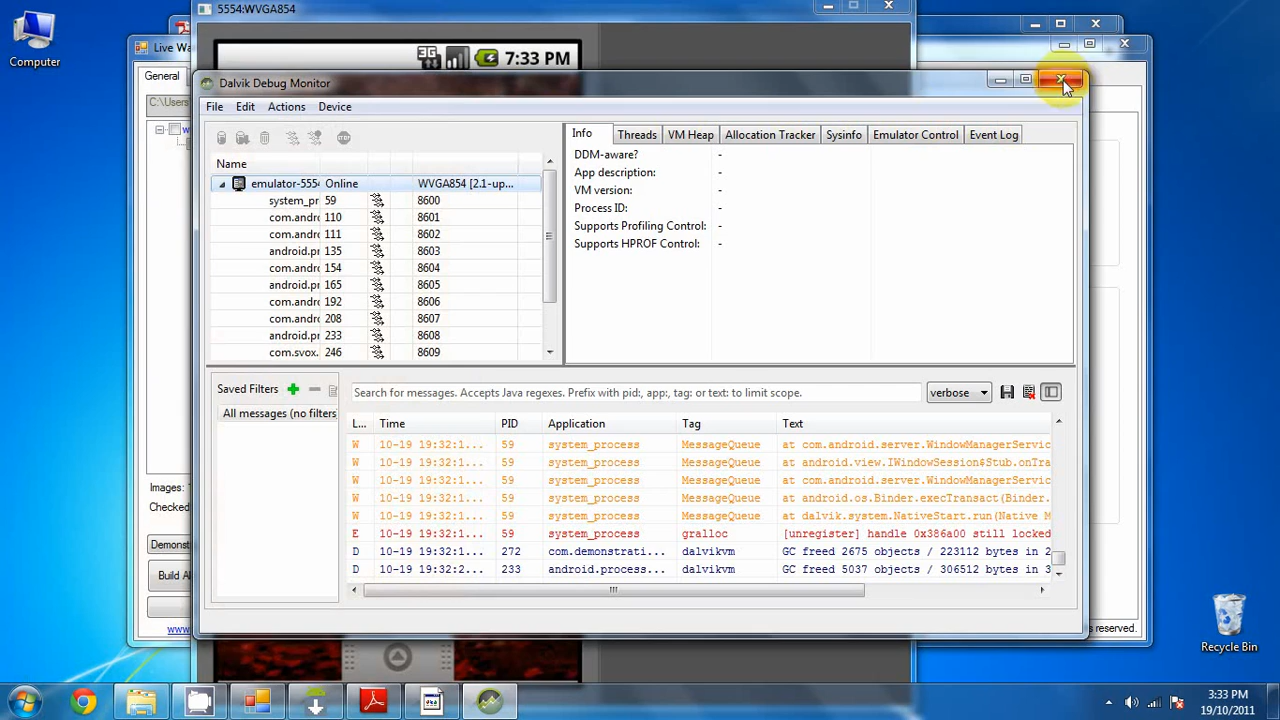 5554:WVGA854
Computer
Live Wa
7:33 PM
3G
General
Dalvik Debug Monitor
C:\Users
File Edit Actions Device
Info Threads VM Heap Allocation Tracker Sysinfo Emulator Control Event Log
Name
DDM-aware? -
App description: -
VM version: -
Process ID: -
Supports Profiling Control: -
Supports HPROF Control: -
emulator-5554 Online WVGA854 [2.1-up...
system_pr 59 8600
com.andro 110 8601
com.andro 111 8602
android.pr 135 8603
com.andro 154 8604
android.pr 165 8605
com.andro 192 8606
com.andro 208 8607
android.pr 233 8608
com.svox. 246 8609
Saved Filters
Search for messages. Accepts Java regexes. Prefix with pid:, app:, tag: or text: to limit scope.
verbose
All messages (no filters)
L... Time PID Application Tag Text
W 10-19 19:32:1... 59 system_process MessageQueue at com.android.server.WindowManagerServic
W 10-19 19:32:1... 59 system_process MessageQueue at android.view.IWindowSession$Stub.onTra
W 10-19 19:32:1... 59 system_process MessageQueue at com.android.server.WindowManagerServic
W 10-19 19:32:1... 59 system_process MessageQueue at android.os.Binder.execTransact(Binder.
W 10-19 19:32:1... 59 system_process MessageQueue at dalvik.system.NativeStart.run(Native M
E 10-19 19:32:1... 59 system_process gralloc [unregister] handle 0x386a00 still locked
D 10-19 19:32:1... 272 com.demonstrati... dalvikvm GC freed 2675 objects / 223112 bytes in 2
D 10-19 19:32:1... 233 android.process... dalvikvm GC freed 5037 objects / 306512 bytes in 3
Images:
Checked
Demonst
Build Al
www
s reserved.
Recycle Bin
3:33 PM
19/10/2011